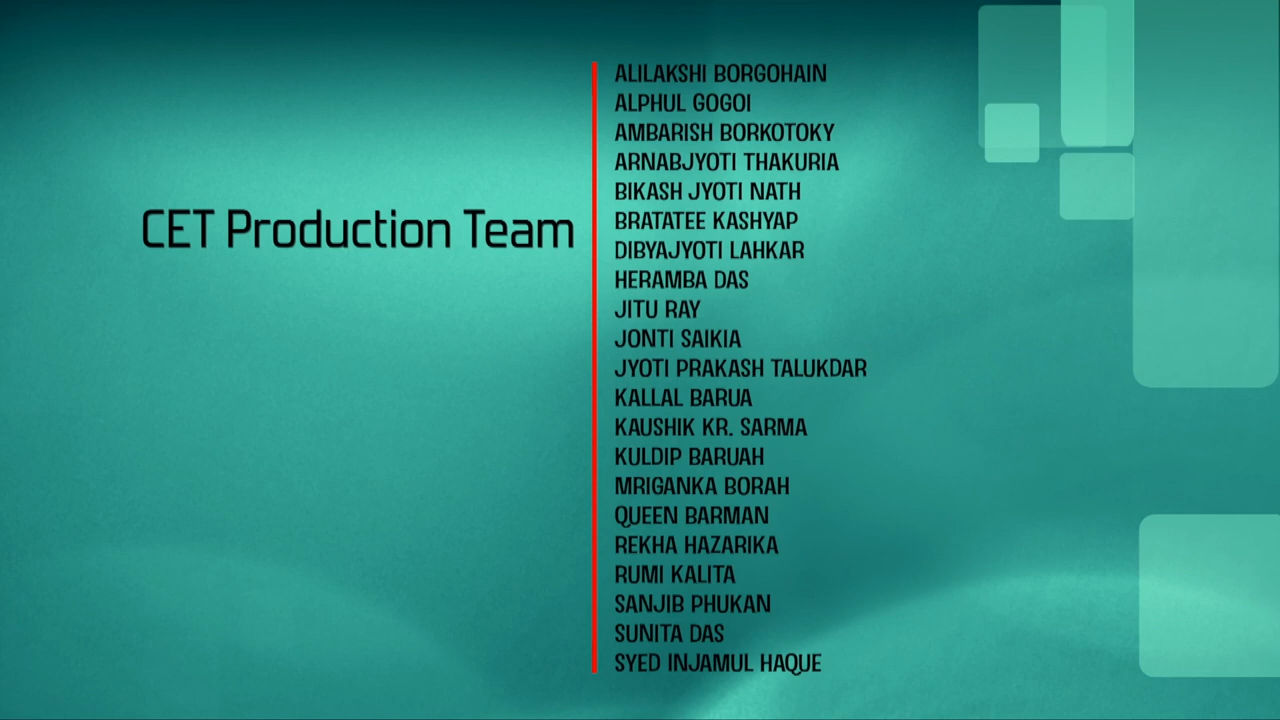 CET Production Team
ALILAKSHI BORGOHAIN
ALPHUL GOGOI
AMBARISH BORKOTOKY
ARNABJYOTI THAKURIA
BIKASH JYOTI NATH
BRATATEE KASHYAP
DIBYAJYOTI LAHKAR
HERAMBA DAS
JITU RAY
JONTI SAIKIA
JYOTI PRAKASH TALUKDAR
KALLAL BARUA
KAUSHIK KR. SARMA
KULDIP BARUAH
MRIGANKA BORAH
QUEEN BARMAN
REKHA HAZARIKA
RUMI KALITA
SANJIB PHUKAN
SUNITA DAS
SYED INJAMUL HAQUE